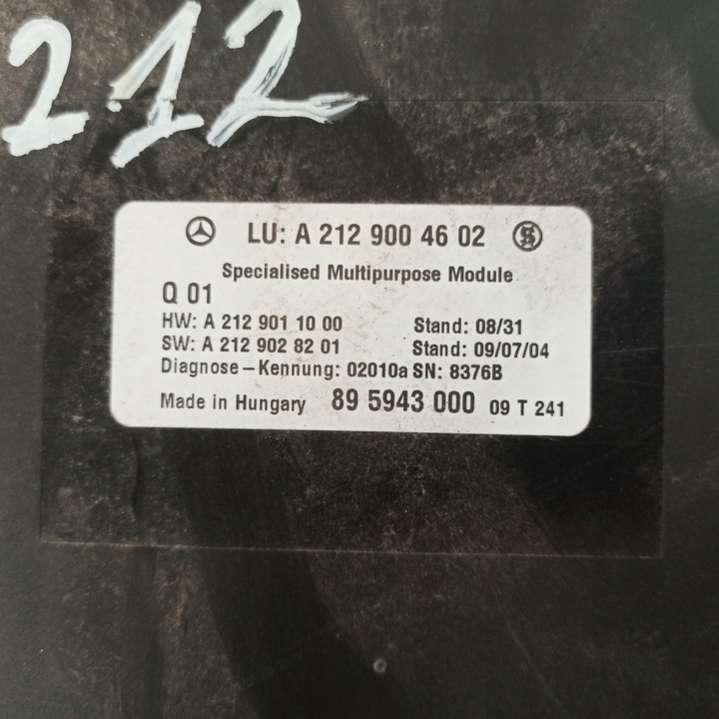 212
LU: A 212 900 46 02
Specialised Multipurpose Module
Q 01
HW: A 212 901 10 00 Stand: 08/31
SW: A 212 902 82 01 Stand: 09/07/04
Diagnose – Kennung: 02010a SN: 8376B
Made in Hungary 89 5943 000 09 T 241